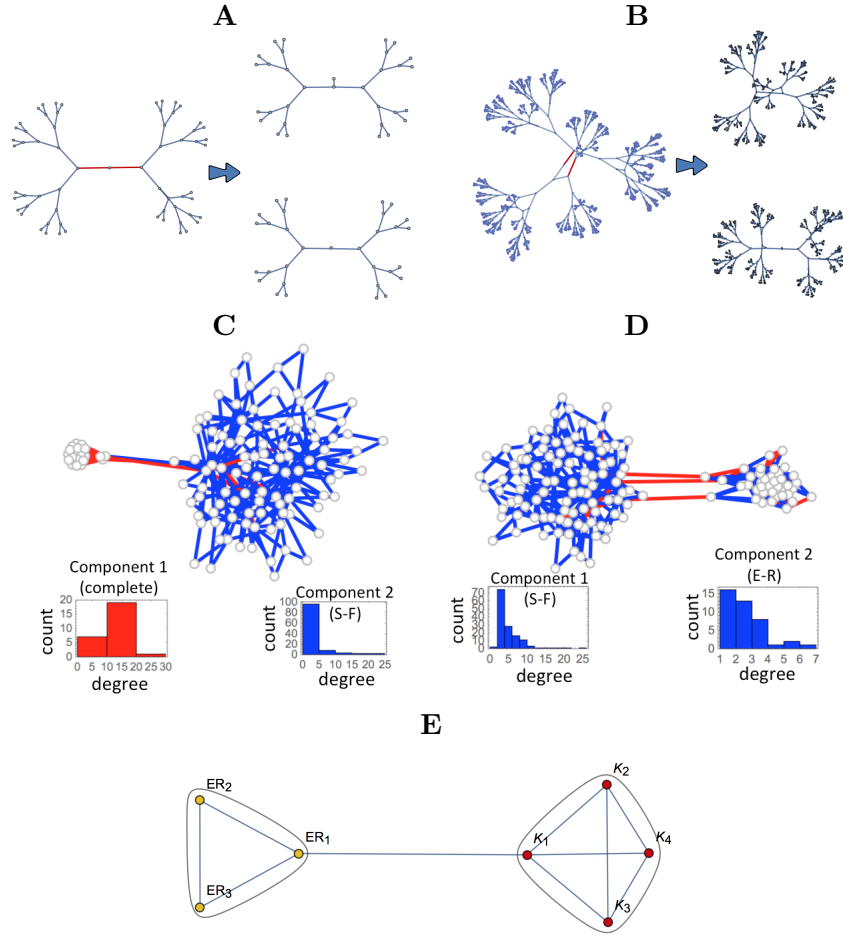 A
B
C
D
Component 1
(complete)
count
20
15
10
5
0
0 5 10 15 20 25 30
degree
Component 2
(S-F)
count
100
80
60
40
20
0
0 5 10 15 20 25
degree
Component 1
(S-F)
count
70
60
50
40
30
20
10
0
0 5 10 15 20 25
degree
Component 2
(E-R)
count
15
10
5
0
1 2 3 4 5 6 7
degree
E
ER2
ER1
ER3
K2
K1
K4
K3